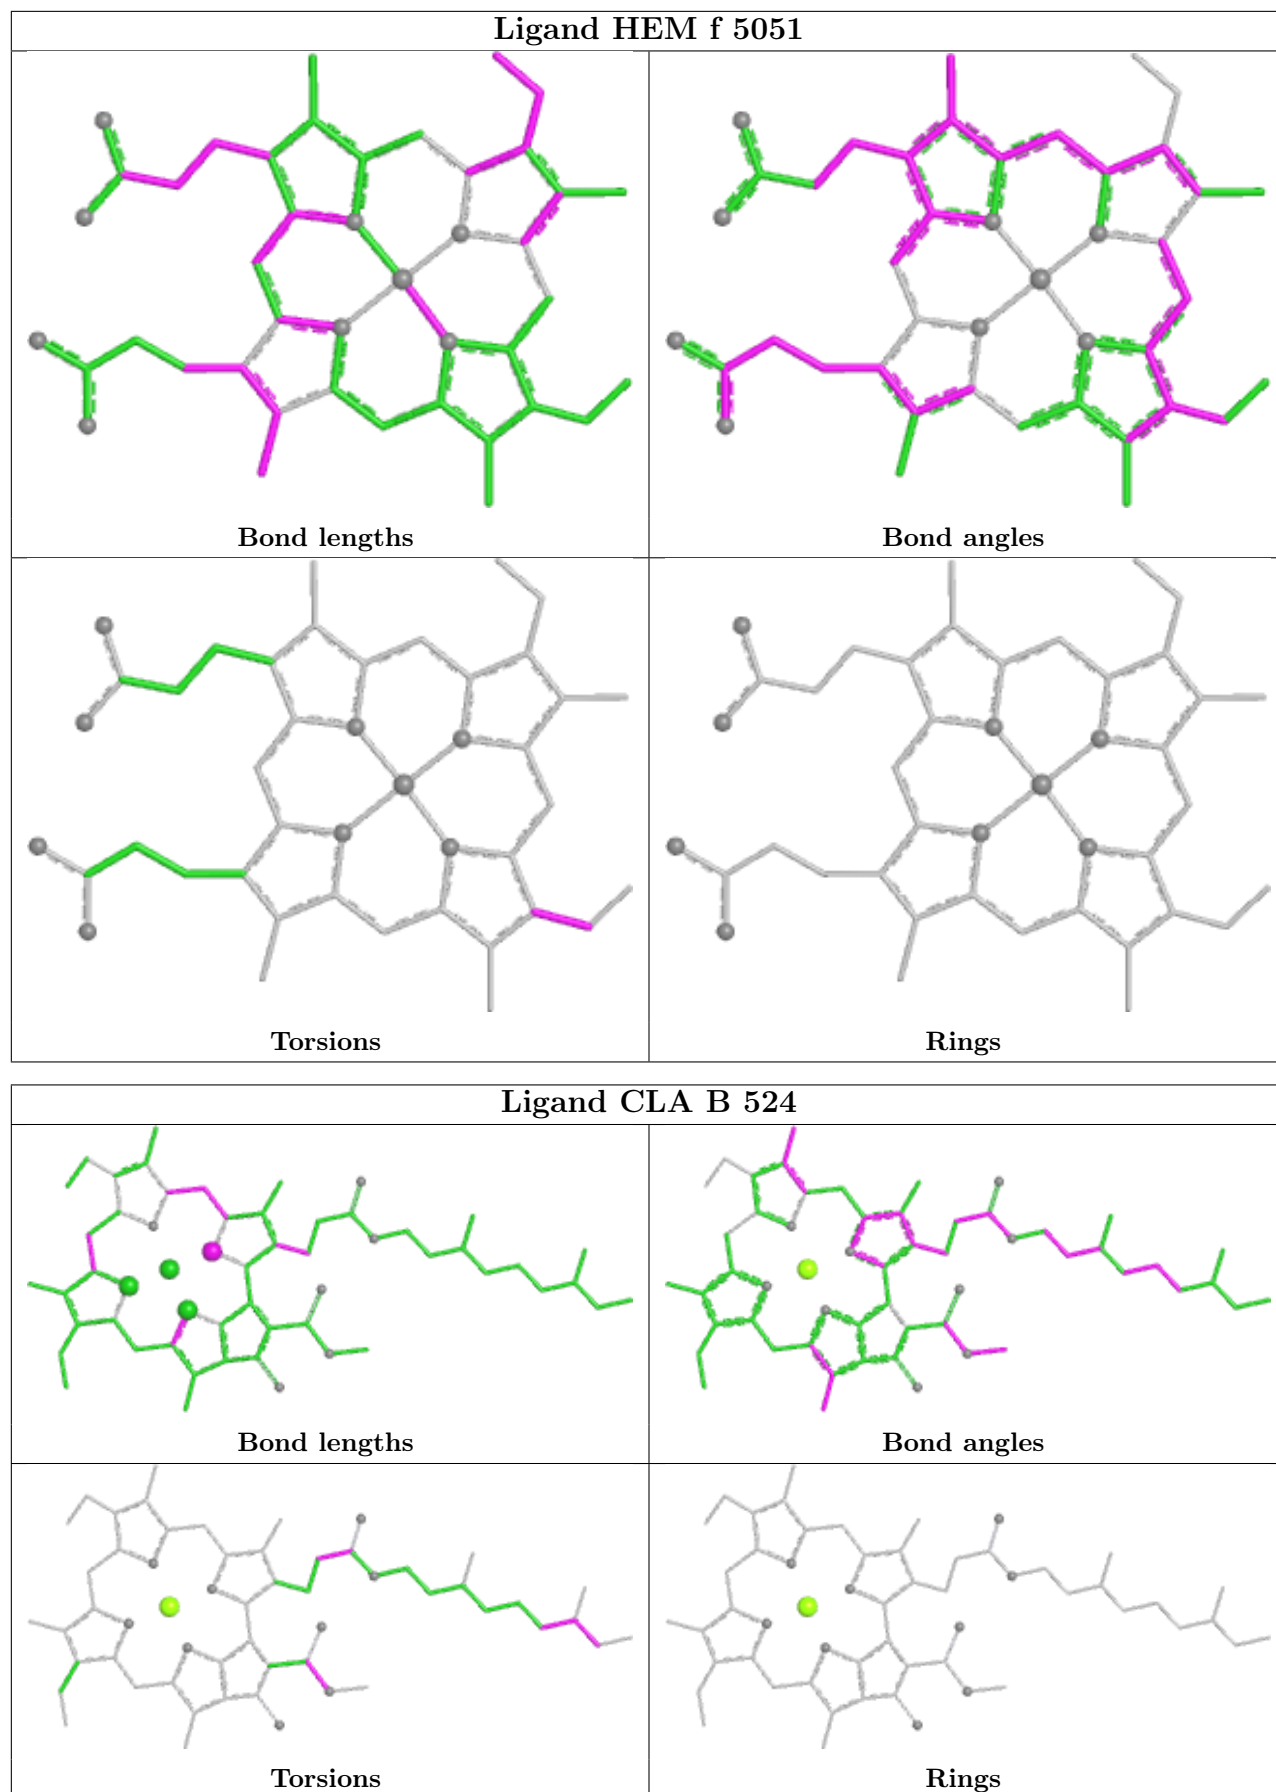 Ligand HEM f 5051
Bond lengths
Bond angles
Torsions
Rings
Ligand CLA B 524
Bond lengths
Bond angles
Torsions
Rings